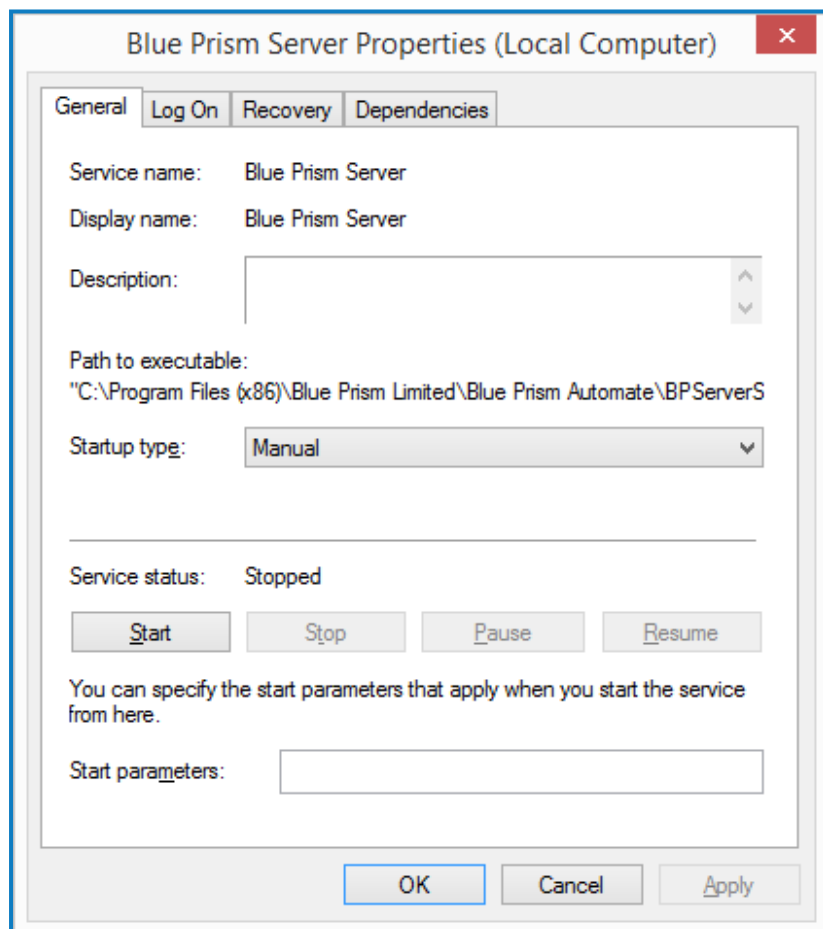 Blue Prism Server Properties (Local Computer)
General Log On Recovery Dependencies
Service name: Blue Prism Server
Display name: Blue Prism Server
Description:
Path to executable:
"C:\Program Files (x86)\Blue Prism Limited\Blue Prism Automate\BPServerS
Startup type: Manual
Service status: Stopped
Start Stop Pause Resume
You can specify the start parameters that apply when you start the service
from here.
Start parameters:
OK Cancel Apply